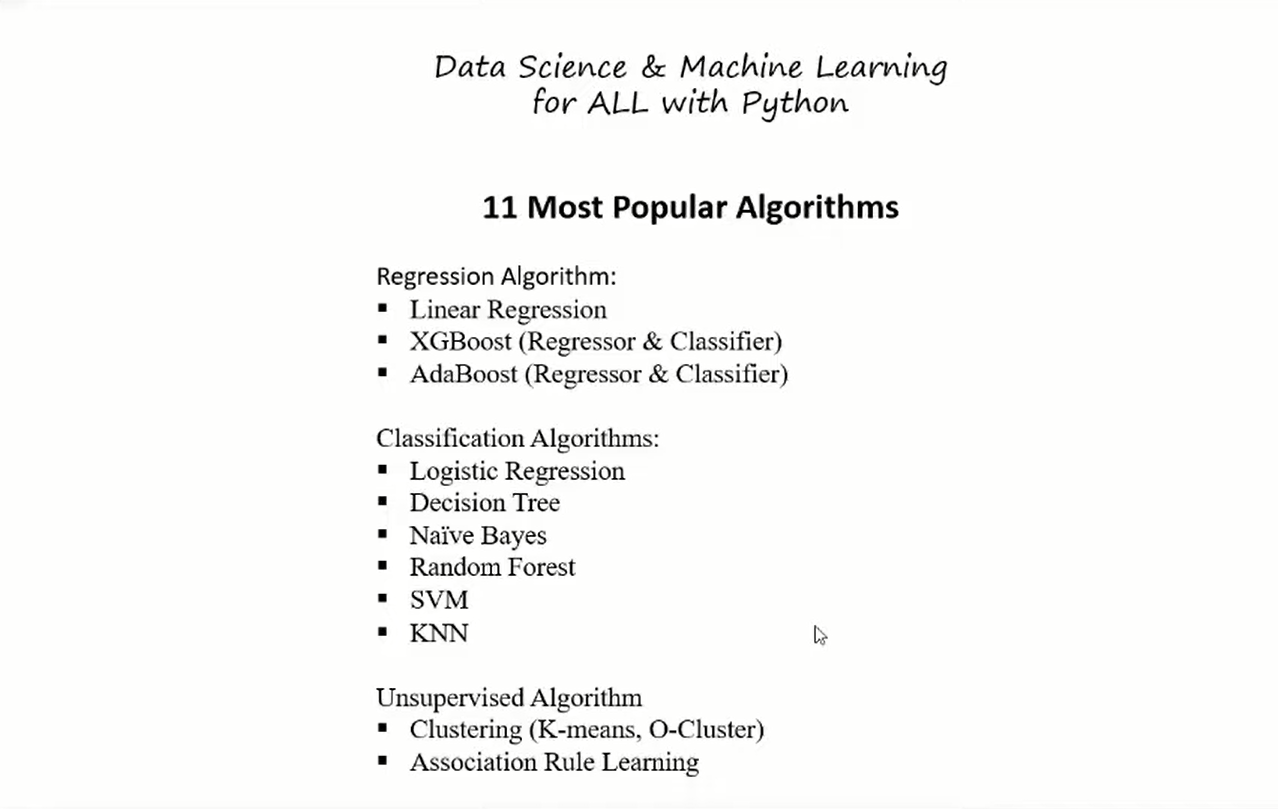 Data Science & Machine Learning
for ALL with Python
11 Most Popular Algorithms
Regression Algorithm:
▪ Linear Regression
▪ XGBoost (Regressor & Classifier)
▪ AdaBoost (Regressor & Classifier)
Classification Algorithms:
▪ Logistic Regression
▪ Decision Tree
▪ Naïve Bayes
▪ Random Forest
▪ SVM
▪ KNN
Unsupervised Algorithm
▪ Clustering (K-means, O-Cluster)
▪ Association Rule Learning